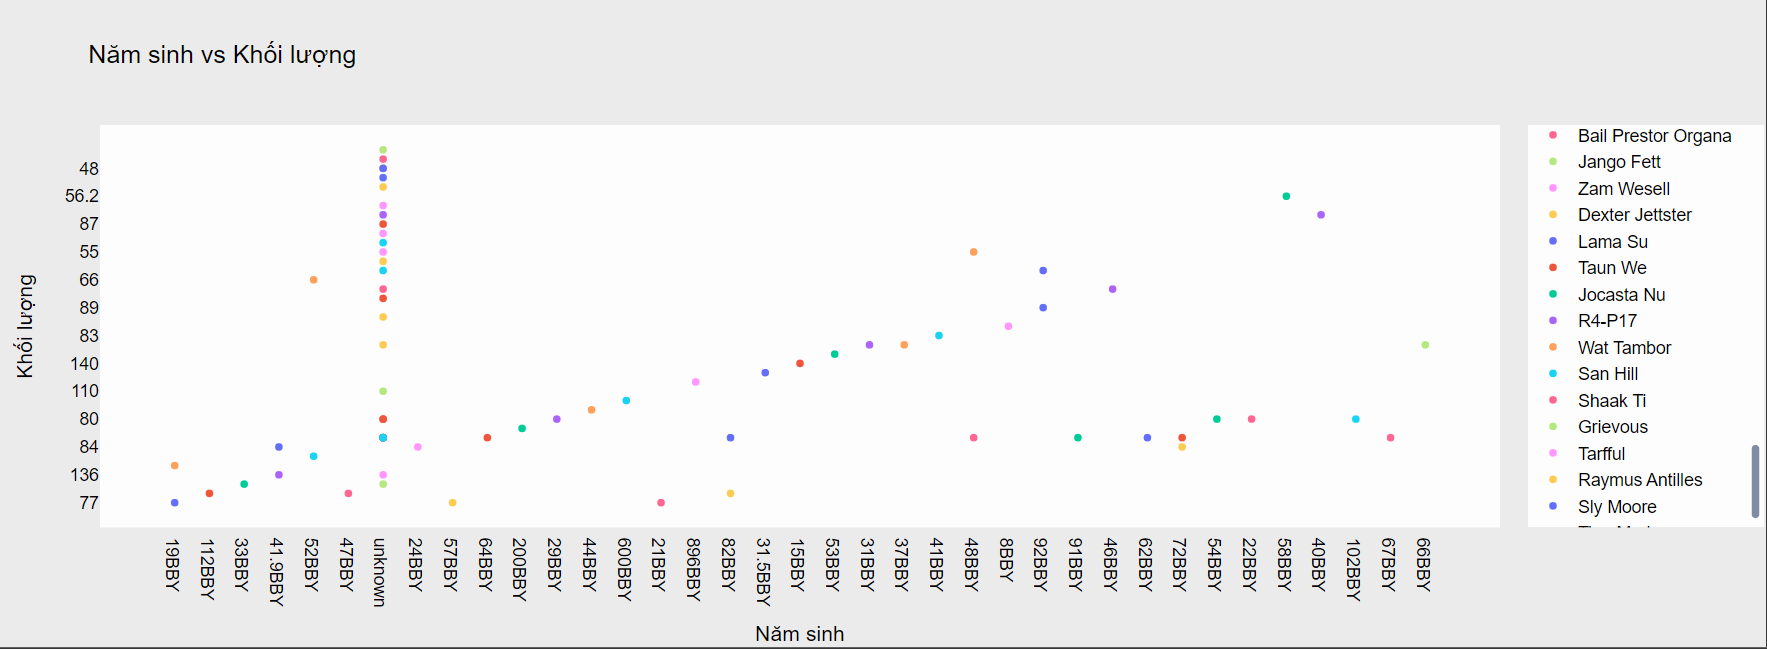 Năm sinh vs Khối lượng
Khối lượng
48
56.2
87
55
66
89
83
140
110
80
84
136
77
19BBY
112BBY
33BBY
41.9BBY
52BBY
47BBY
unknown
24BBY
57BBY
64BBY
200BBY
29BBY
44BBY
600BBY
21BBY
896BBY
82BBY
31.5BBY
15BBY
53BBY
31BBY
37BBY
41BBY
48BBY
8BBY
92BBY
91BBY
46BBY
62BBY
72BBY
54BBY
22BBY
58BBY
40BBY
102BBY
67BBY
66BBY
Năm sinh
Bail Prestor Organa
Jango Fett
Zam Wesell
Dexter Jettster
Lama Su
Taun We
Jocasta Nu
R4-P17
Wat Tambor
San Hill
Shaak Ti
Grievous
Tarfful
Raymus Antilles
Sly Moore